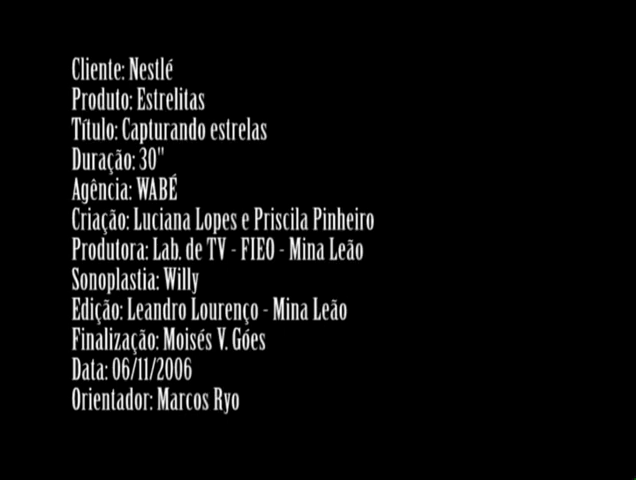 Cliente: Nestlé
Produto: Estrelitas
Título: Capturando estrelas
Duração: 30"
Agência: WABÉ
Criação: Luciana Lopes e Priscila Pinheiro
Produtora: Lab. de TV - FIEO - Mina Leão
Sonoplastia: Willy
Edição: Leandro Lourenço - Mina Leão
Finalização: Moisés V. Góes
Data: 06/11/2006
Orientador: Marcos Ryo